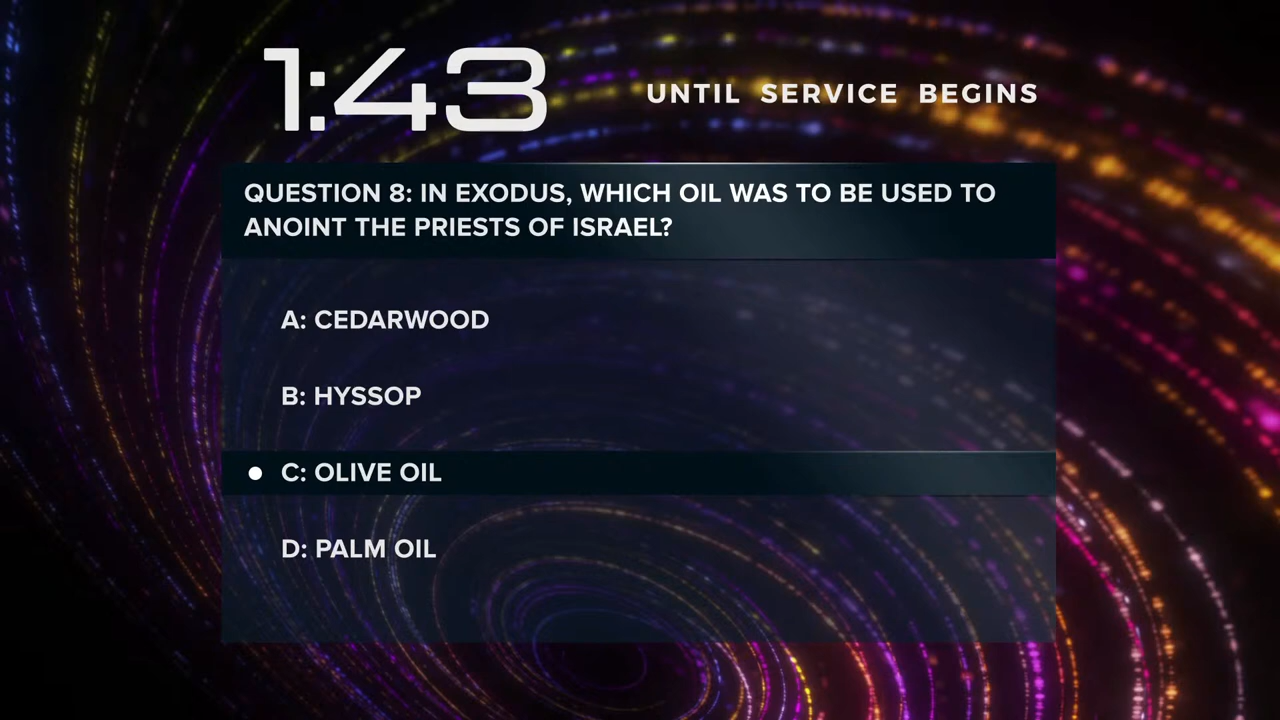 1:43
UNTIL SERVICE BEGINS
QUESTION 8: IN EXODUS, WHICH OIL WAS TO BE USED TO
ANOINT THE PRIESTS OF ISRAEL?
A: CEDARWOOD
B: HYSSOP
C: OLIVE OIL
D: PALM OIL